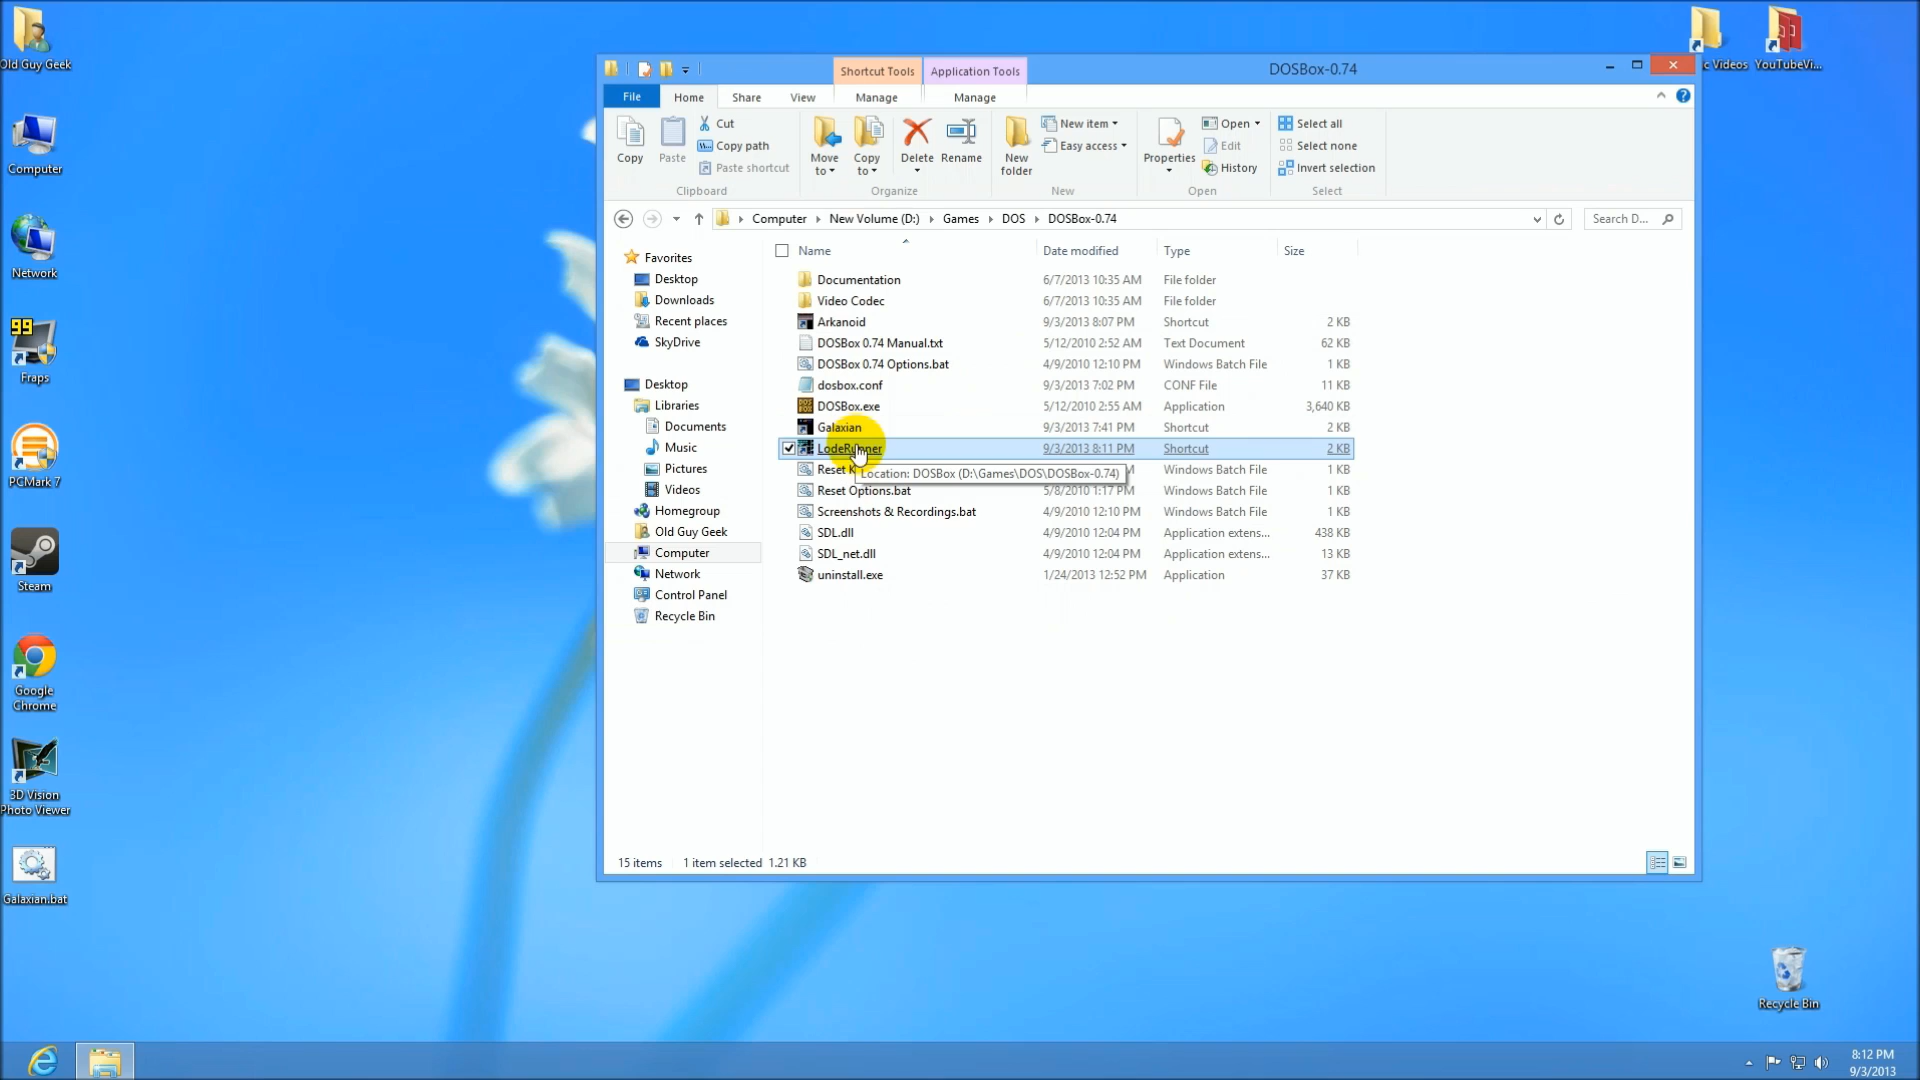 Old Guy Geek
Computer
Network
99
Fraps
PCMark 7
Steam
Google
Chrome
3D Vision
Photo Viewer
Galaxian.bat
c Videos
YouTubeVi...
Recycle Bin
Shortcut Tools
Application Tools
DOSBox-0.74
File
Home
Share
View
Manage
Manage
Copy
Paste
Cut
Copy path
Paste shortcut
Clipboard
Move
to
Copy
to
Delete
Rename
Organize
New
folder
New item
Easy access
New
Properties
Open
Edit
History
Open
Select all
Select none
Invert selection
Select
Computer
New Volume (D:)
Games
DOS
DOSBox-0.74
Search D...
Favorites
Desktop
Downloads
Recent places
SkyDrive
Desktop
Libraries
Documents
Music
Pictures
Videos
Homegroup
Old Guy Geek
Computer
Network
Control Panel
Recycle Bin
Name Date modified Type Size
Documentation 6/7/2013 10:35 AM File folder
Video Codec 6/7/2013 10:35 AM File folder
Arkanoid 9/3/2013 8:07 PM Shortcut 2 KB
DOSBox 0.74 Manual.txt 5/12/2010 2:52 AM Text Document 62 KB
DOSBox 0.74 Options.bat 4/9/2010 12:10 PM Windows Batch File 1 KB
dosbox.conf 9/3/2013 7:02 PM CONF File 11 KB
DOSBox.exe 5/12/2010 2:55 AM Application 3,640 KB
Galaxian 9/3/2013 7:41 PM Shortcut 2 KB
LodeRunner 9/3/2013 8:11 PM Shortcut 2 KB
Reset K Windows Batch File 1 KB
Location: DOSBox (D:\Games\DOS\DOSBox-0.74)
Reset Options.bat 5/8/2010 1:17 PM Windows Batch File 1 KB
Screenshots & Recordings.bat 4/9/2010 12:10 PM Windows Batch File 1 KB
SDL.dll 4/9/2010 12:04 PM Application extens... 438 KB
SDL_net.dll 4/9/2010 12:04 PM Application extens... 13 KB
uninstall.exe 1/24/2013 12:52 PM Application 37 KB
15 items 1 item selected 1.21 KB
8:12 PM
9/3/2013